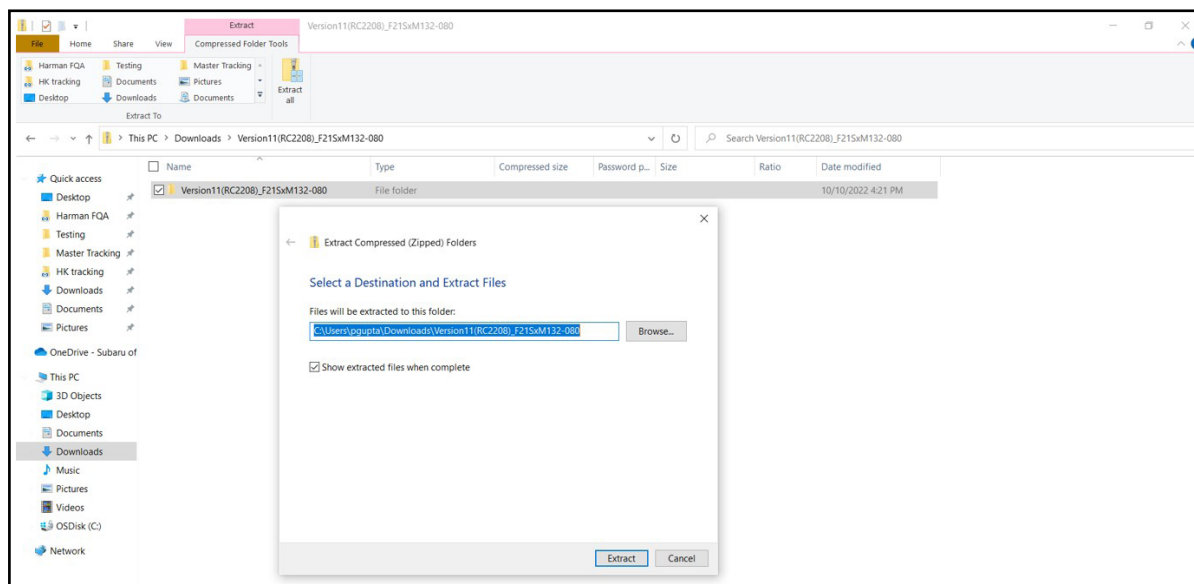 Extract
Version11(RC2208)_F21SxM132-080
File
Home
Share
View
Compressed Folder Tools
Harman FQA
Testing
Master Tracking
HK tracking
Documents
Pictures
Desktop
Downloads
Documents
Extract all
Extract To
This PC > Downloads > Version11(RC2208)_F21SxM132-080
Search Version11(RC2208)_F21SxM132-080
Name
Type
Compressed size
Password p...
Size
Ratio
Date modified
Version11(RC2208)_F21SxM132-080
File folder
10/10/2022 4:21 PM
Quick access
Desktop
Harman FQA
Testing
Master Tracking
HK tracking
Downloads
Documents
Pictures
OneDrive - Subaru of
This PC
3D Objects
Desktop
Documents
Downloads
Music
Pictures
Videos
OSDisk (C:)
Network
Extract Compressed (Zipped) Folders
Select a Destination and Extract Files
Files will be extracted to this folder:
C:\Users\pgupta\Downloads\Version11(RC2208)_F21SxM132-080
Browse...
Show extracted files when complete
Extract
Cancel